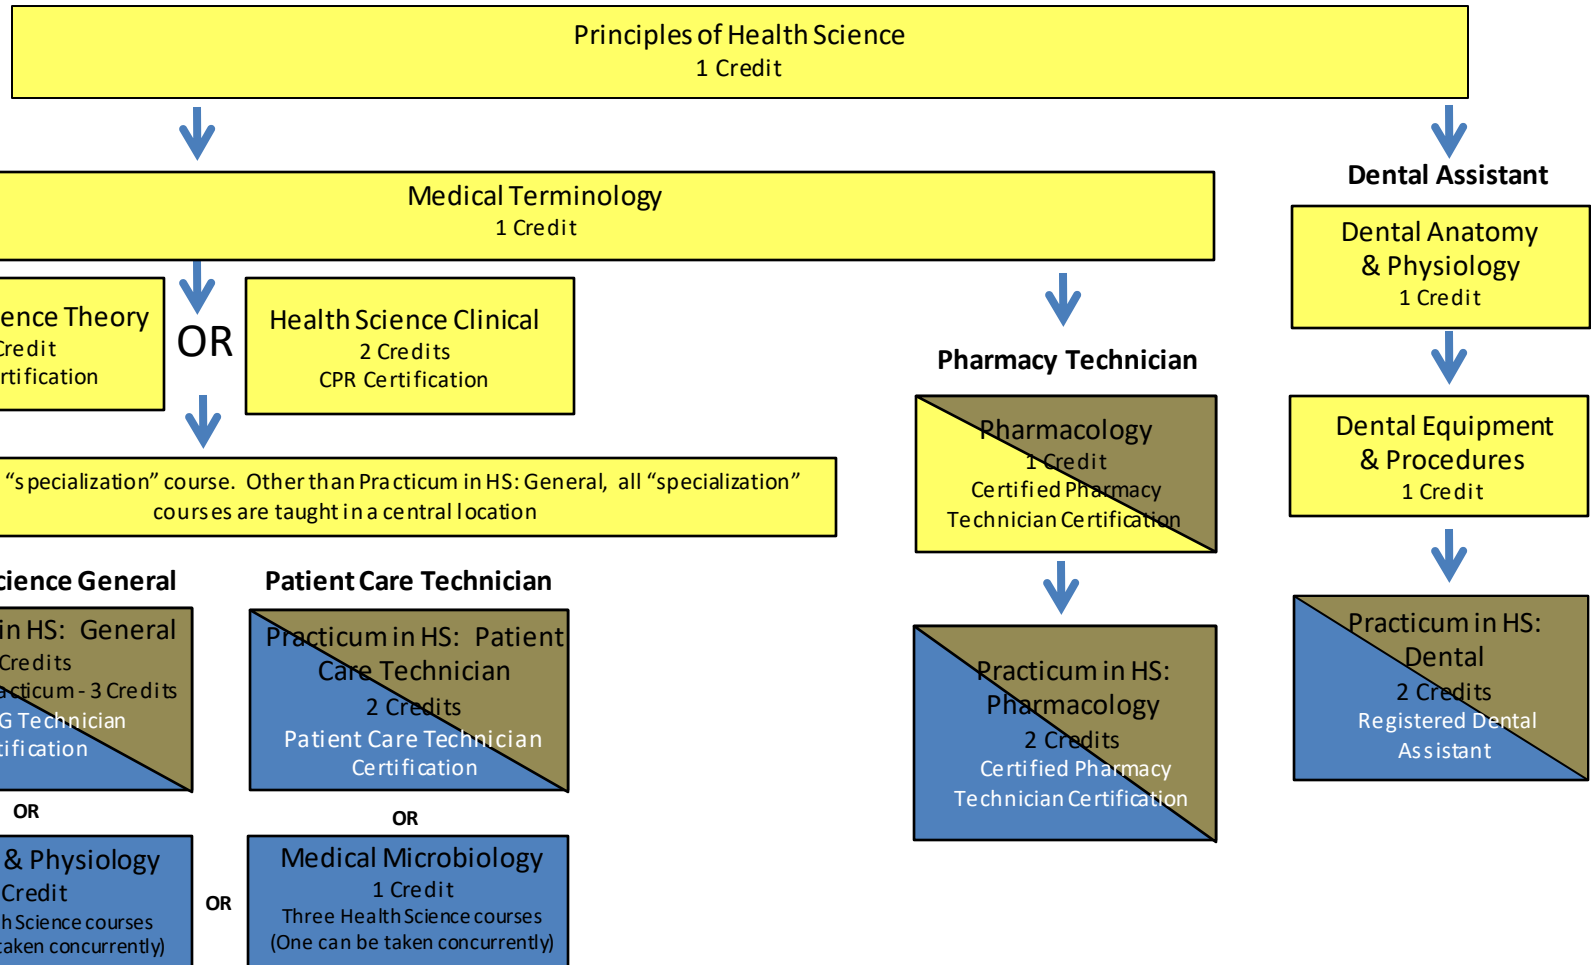 Principles of Health Science
1 Credit
Medical Terminology
1 Credit
Dental Assistant
Dental Anatomy
& Physiology
1 Credit
ence Theory
redit
rtification
OR
Health Science Clinical
2 Credits
CPR Certification
Pharmacy Technician
Pharmacology
1 Credit
Certified Pharmacy
Technician Certification
Dental Equipment
& Procedures
1 Credit
“specialization” course. Other than Practicum in HS: General, all “specialization”
courses are taught in a central location
cience General
in HS: General
Credits
acticum - 3 Credits
G Technician
tification
OR
Patient Care Technician
Practicum in HS: Patient
Care Technician
2 Credits
Patient Care Technician
Certification
OR
Practicum in HS:
Pharmacology
2 Credits
Certified Pharmacy
Technician Certification
Practicum in HS:
Dental
2 Credits
Registered Dental
Assistant
& Physiology
Credit
h Science courses
taken concurrently)
OR
Medical Microbiology
1 Credit
Three Health Science courses
(One can be taken concurrently)